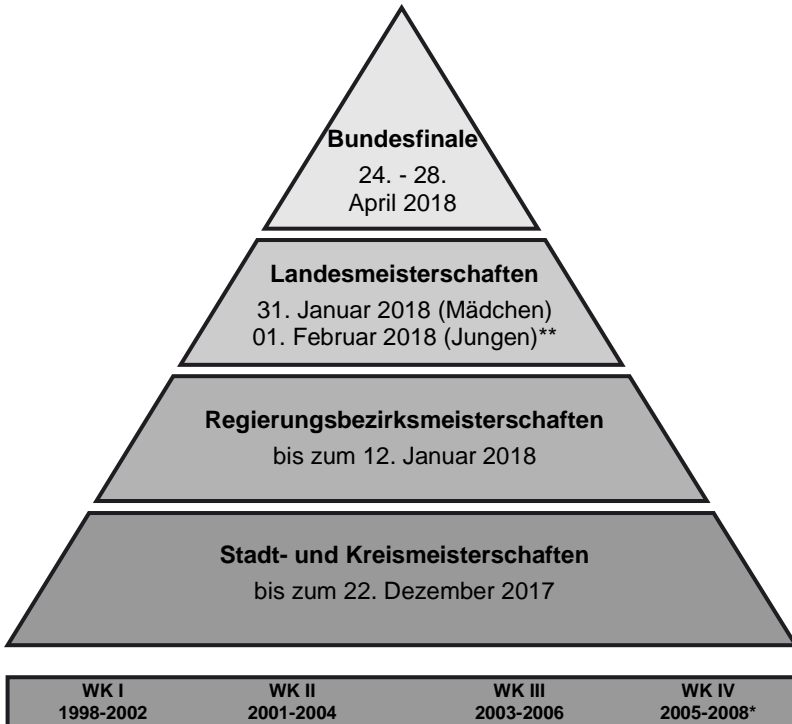 Bundesfinale
24. - 28.
April 2018
Landesmeisterschaften
31. Januar 2018 (Mädchen)
01. Februar 2018 (Jungen)**
Regierungsbezirksmeisterschaften
bis zum 12. Januar 2018
Stadt- und Kreismeisterschaften
bis zum 22. Dezember 2017
WK I WK II WK III WK IV
1998-2002 2001-2004 2003-2006 2005-2008*